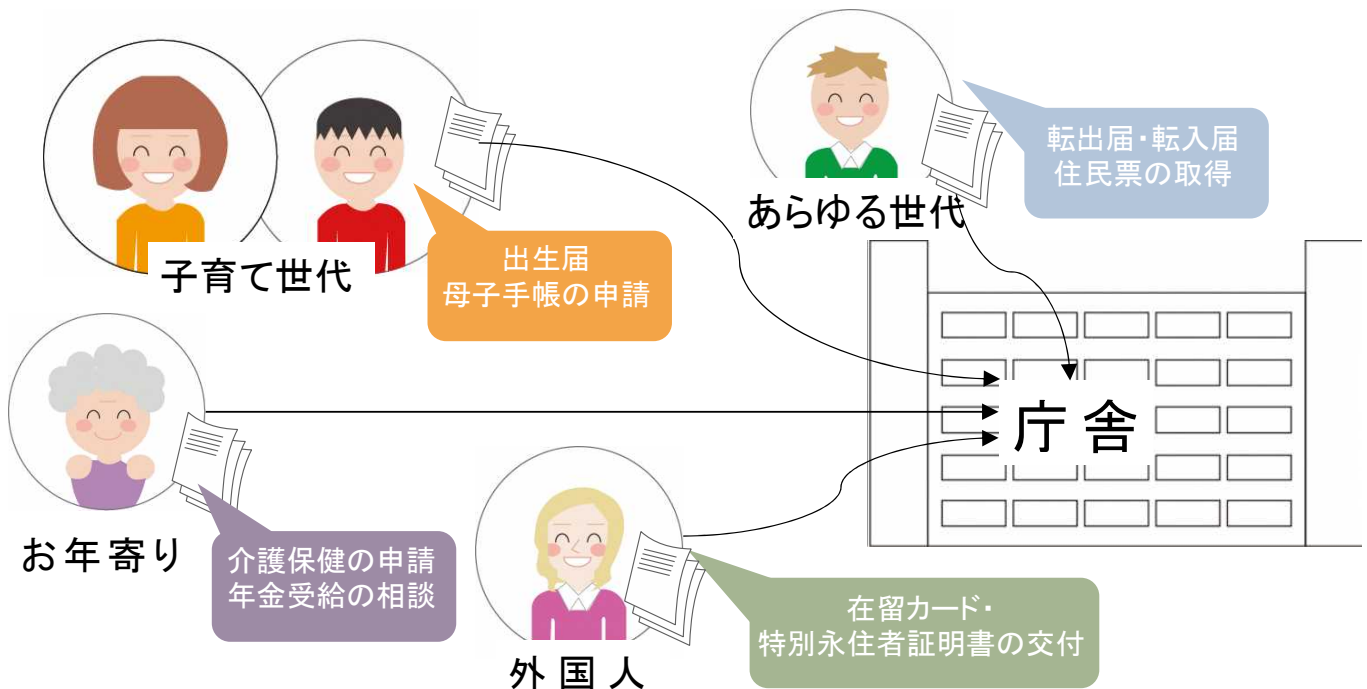 転出届・転入届
住民票の取得
あらゆる世代
出生届
母子手帳の申請
子育て世代
庁舎
お年寄り
介護保健の申請
年金受給の相談
在留カード・
特別永住者証明書の交付
外国人